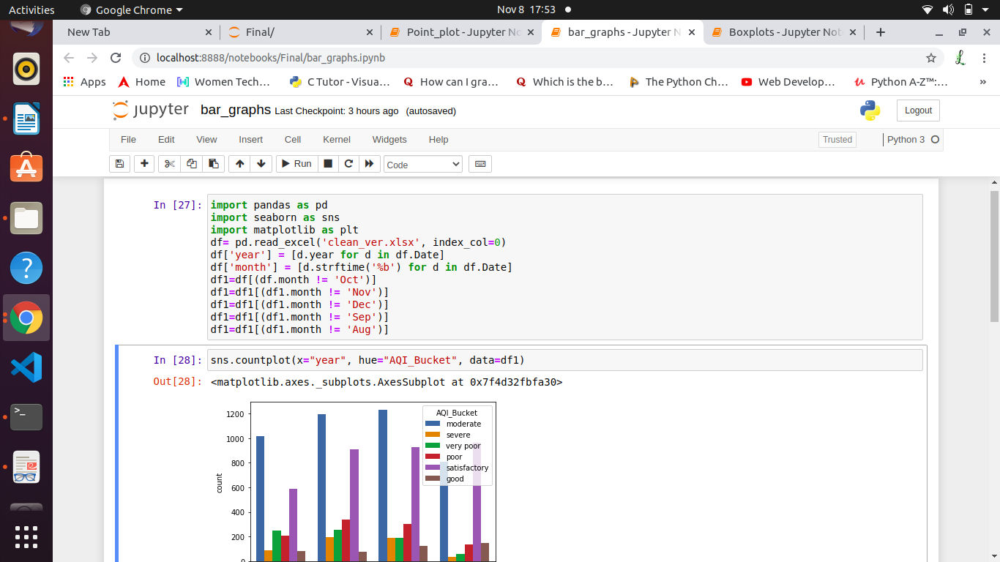 Activities Google Chrome Nov 8 17:53
New Tab Final/ Point_plot - Jupyter No bar_graphs - Jupyter N Boxplots - Jupyter Not
localhost:8888/notebooks/Final/bar_graphs.ipynb
Apps Home Women Tech… C Tutor - Visua… How can I gra… Which is the b… The Python Ch… Web Develop… Python A-Z™:… »
jupyter bar_graphs Last Checkpoint: 3 hours ago (autosaved) Logout
File Edit View Insert Cell Kernel Widgets Help Trusted Python 3
Run Code
In [27]: import pandas as pd
import seaborn as sns
import matplotlib as plt
df= pd.read_excel('clean_ver.xlsx', index_col=0)
df['year'] = [d.year for d in df.Date]
df['month'] = [d.strftime('%b') for d in df.Date]
df1=df[(df.month != 'Oct')]
df1=df1[(df1.month != 'Nov')]
df1=df1[(df1.month != 'Dec')]
df1=df1[(df1.month != 'Sep')]
df1=df1[(df1.month != 'Aug')]
In [28]: sns.countplot(x="year", hue="AQI_Bucket", data=df1)
Out[28]: <matplotlib.axes._subplots.AxesSubplot at 0x7f4d32fbfa30>
AQI_Bucket
moderate
severe
very poor
poor
satisfactory
good
1200
1000
800
600
400
200
0
count